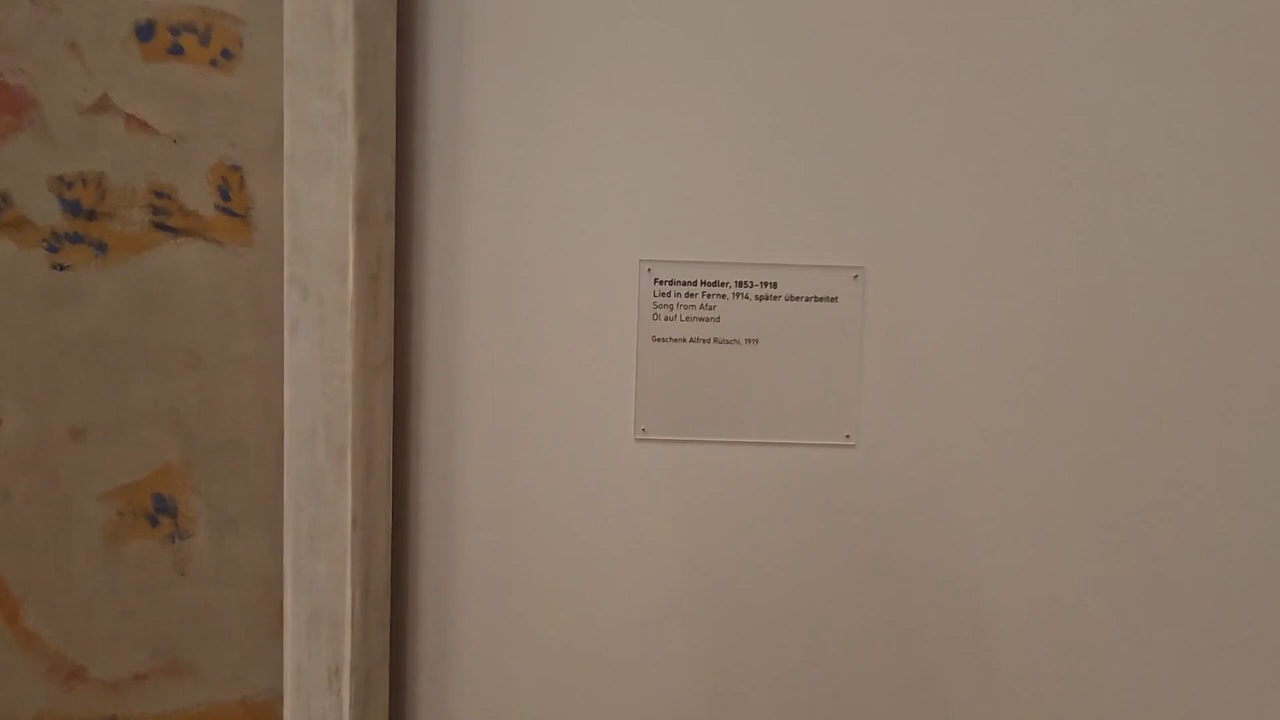 Ferdinand Hodler, 1853–1918
Lied in der Ferne, 1914, später überarbeitet
Song from Afar
Öl auf Leinwand
Geschenk Alfred Rütschi, 1919